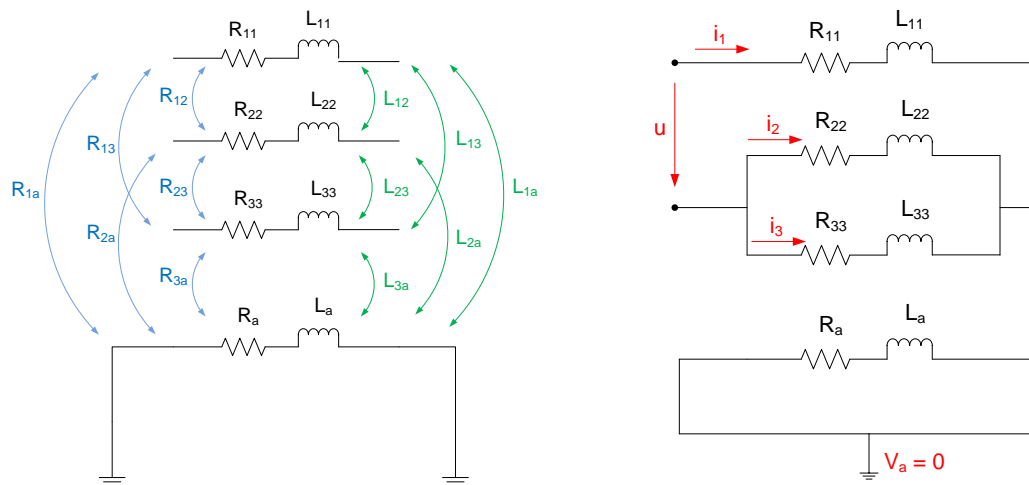 R11 L11
R12
L12
R22 L22
R13
L13
R1a
R23
L23
L1a
R33 L33
R2a
L2a
R3a
L3a
Ra La
i1 R11 L11
u
i2 R22 L22
i3 R33 L33
Ra La
Va = 0